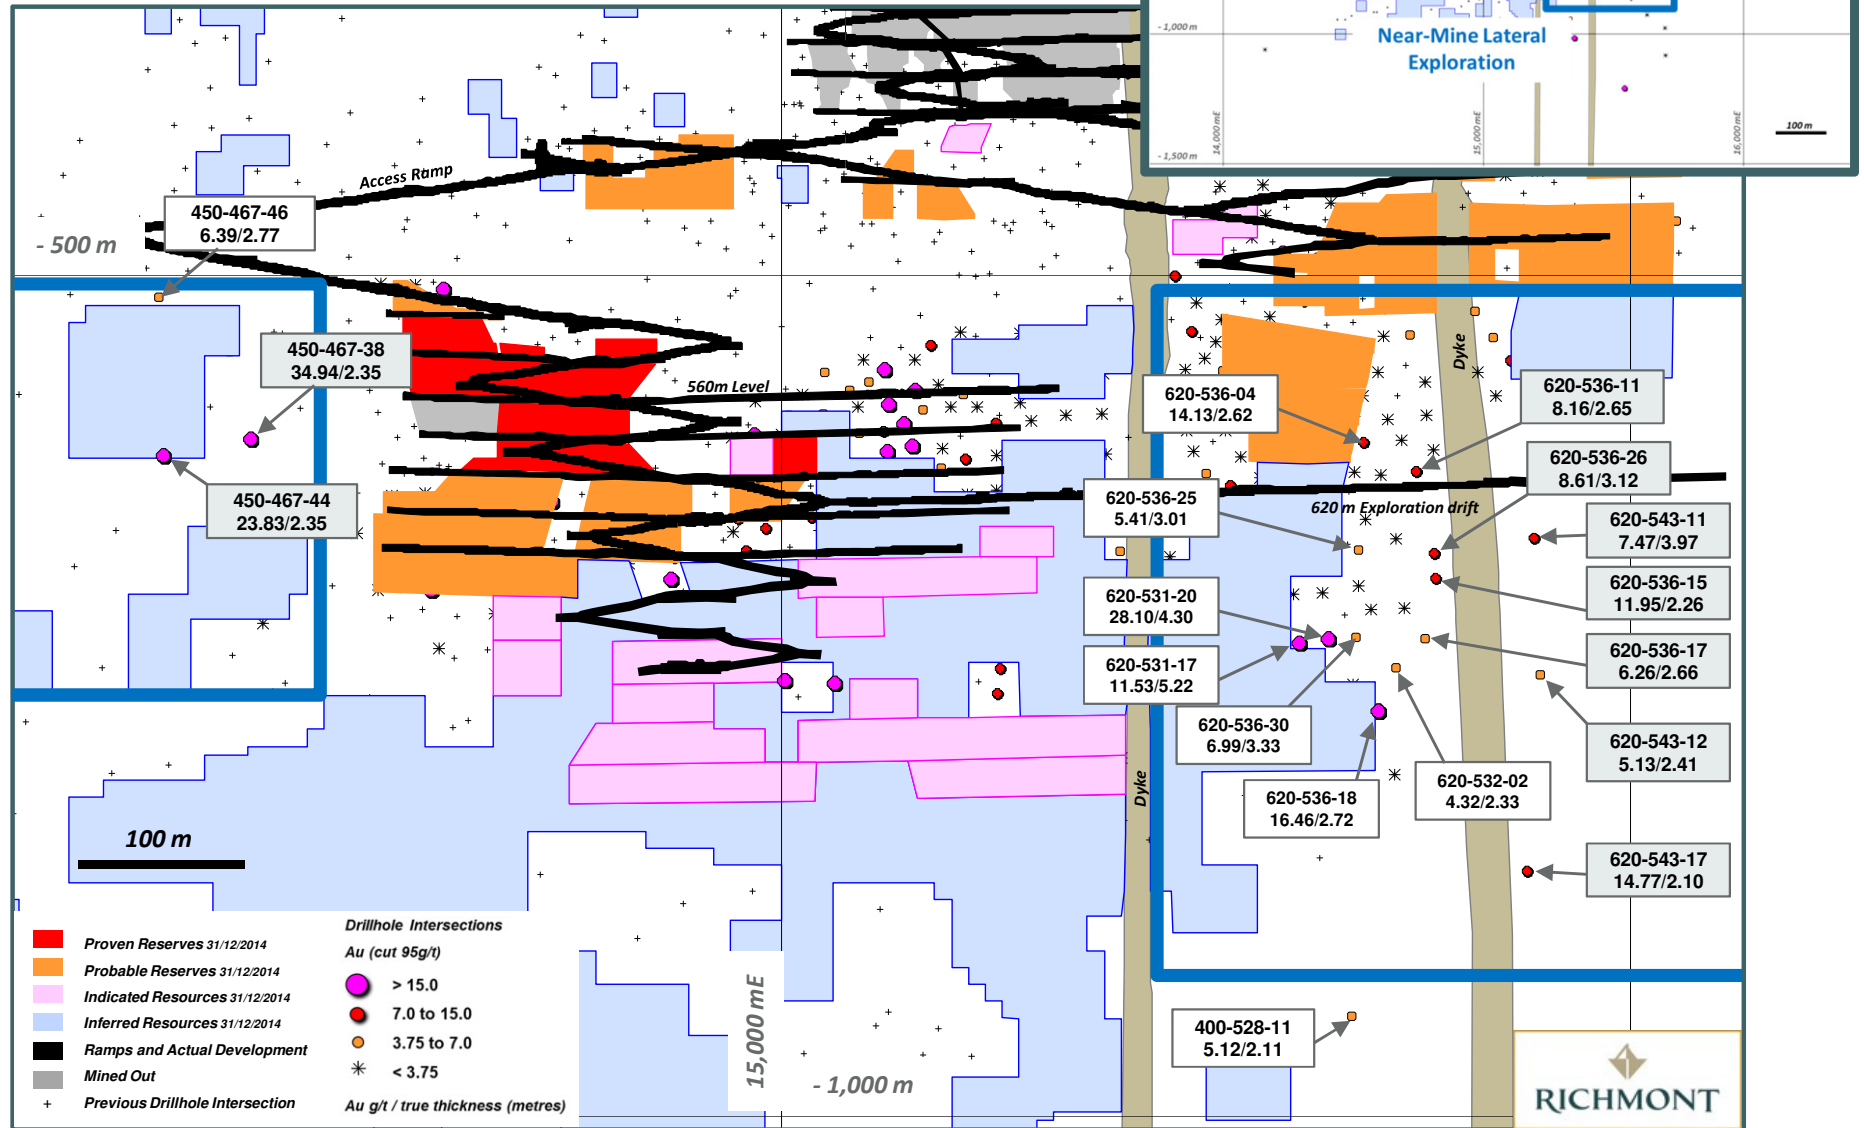 - 1,000 m
Near-Mine Lateral
Exploration
- 1,500 m
14,000 mE
15,000 mE
16,000 mE
100 m
Access Ramp
450-467-46
6.39/2.77
- 500 m
450-467-38
34.94/2.35
560m Level
450-467-44
23.83/2.35
Dyke
620-536-04
14.13/2.62
620-536-11
8.16/2.65
620-536-26
8.61/3.12
620-536-25
5.41/3.01
620 m Exploration drift
620-543-11
7.47/3.97
620-531-20
28.10/4.30
620-536-15
11.95/2.26
620-531-17
11.53/5.22
620-536-17
6.26/2.66
620-536-30
6.99/3.33
620-543-12
5.13/2.41
Dyke
620-536-18
16.46/2.72
620-532-02
4.32/2.33
620-543-17
14.77/2.10
100 m
400-528-11
5.12/2.11
15,000 mE
- 1,000 m
Proven Reserves 31/12/2014
Probable Reserves 31/12/2014
Indicated Resources 31/12/2014
Inferred Resources 31/12/2014
Ramps and Actual Development
Mined Out
Previous Drillhole Intersection
Drillhole Intersections
Au (cut 95g/t)
> 15.0
7.0 to 15.0
3.75 to 7.0
< 3.75
Au g/t / true thickness (metres)
RICHMONT